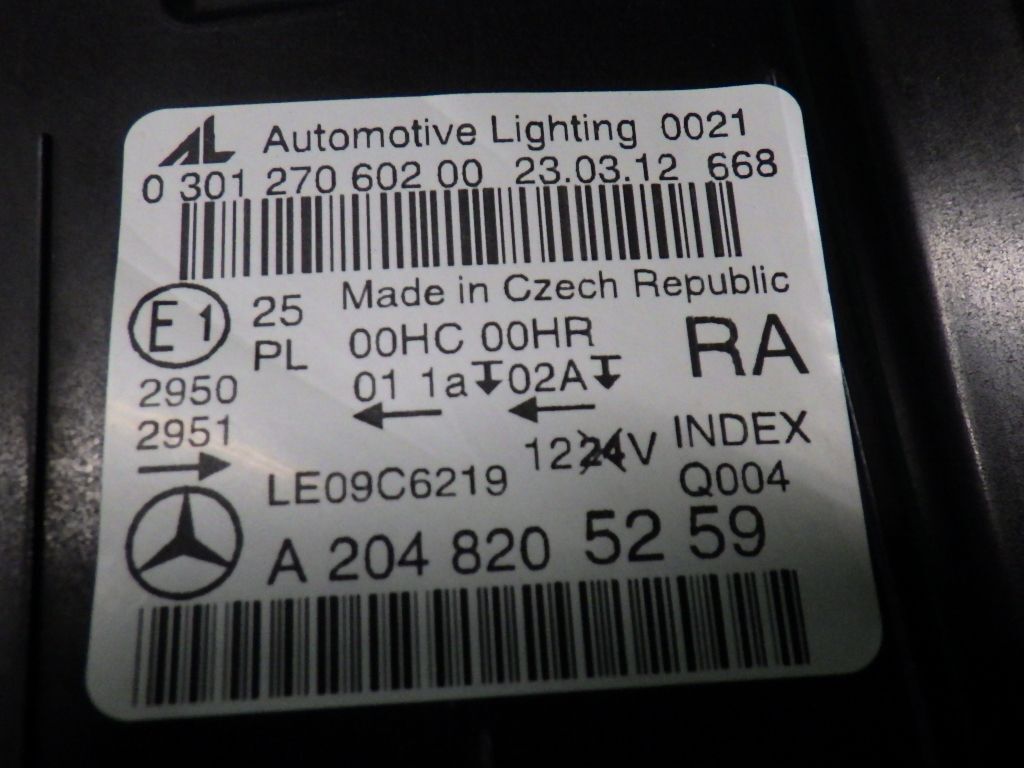 AL Automotive Lighting 0021
0 301 270 602 00 23.03.12 668
Made in Czech Republic
E1 25 00HC 00HR RA
PL
2950 01 1a 02A
2951
12 24 V INDEX
LE09C6219 Q004
A 204 820 52 59